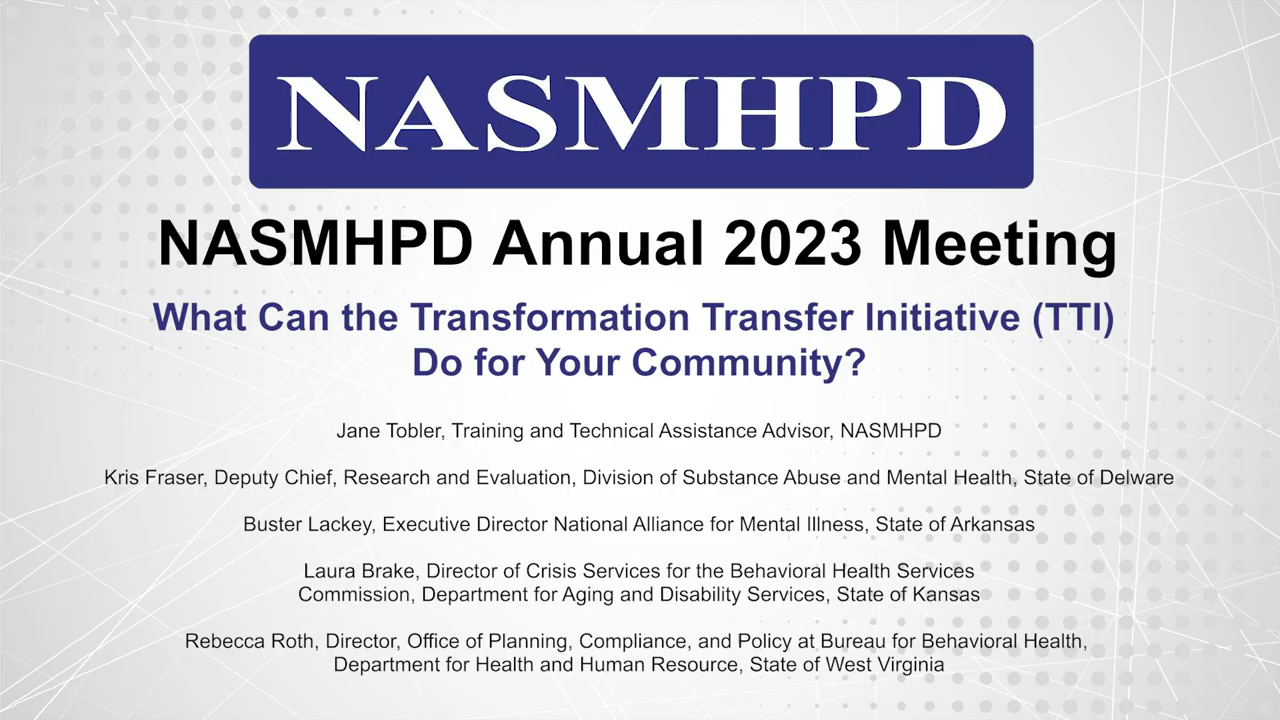 NASMHPD
NASMHPD Annual 2023 Meeting
What Can the Transformation Transfer Initiative (TTI)
Do for Your Community?
Jane Tobler, Training and Technical Assistance Advisor, NASMHPD
Kris Fraser, Deputy Chief, Research and Evaluation, Division of Substance Abuse and Mental Health, State of Delware
Buster Lackey, Executive Director National Alliance for Mental Illness, State of Arkansas
Laura Brake, Director of Crisis Services for the Behavioral Health Services
Commission, Department for Aging and Disability Services, State of Kansas
Rebecca Roth, Director, Office of Planning, Compliance, and Policy at Bureau for Behavioral Health,
Department for Health and Human Resource, State of West Virginia